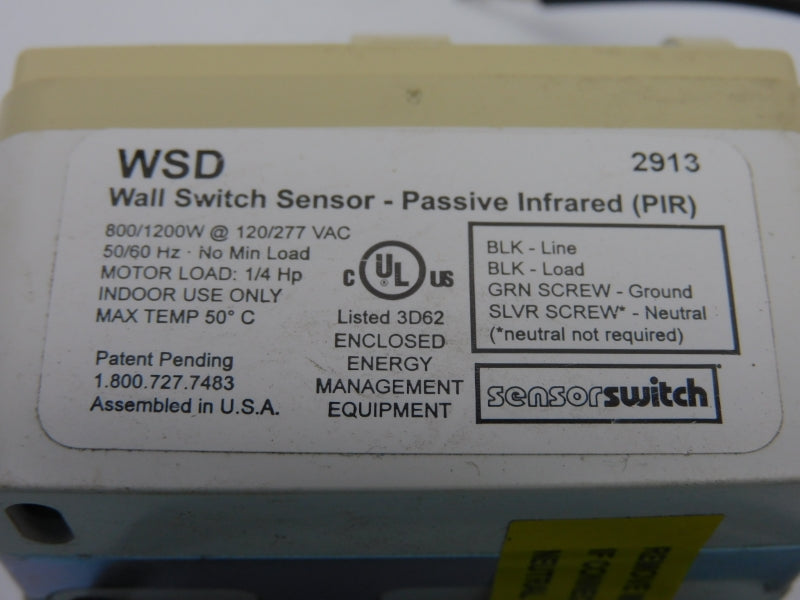 WSD
2913
Wall Switch Sensor - Passive Infrared (PIR)
800/1200W @ 120/277 VAC
50/60 Hz · No Min Load
MOTOR LOAD: 1/4 Hp
INDOOR USE ONLY
MAX TEMP 50° C
Patent Pending
1.800.727.7483
Assembled in U.S.A.
C UL US
®
Listed 3D62
ENCLOSED
ENERGY
MANAGEMENT
EQUIPMENT
BLK - Line
BLK - Load
GRN SCREW - Ground
SLVR SCREW* - Neutral
(*neutral not required)
sensorswitch
REMOVE
IF
NEUTRAL